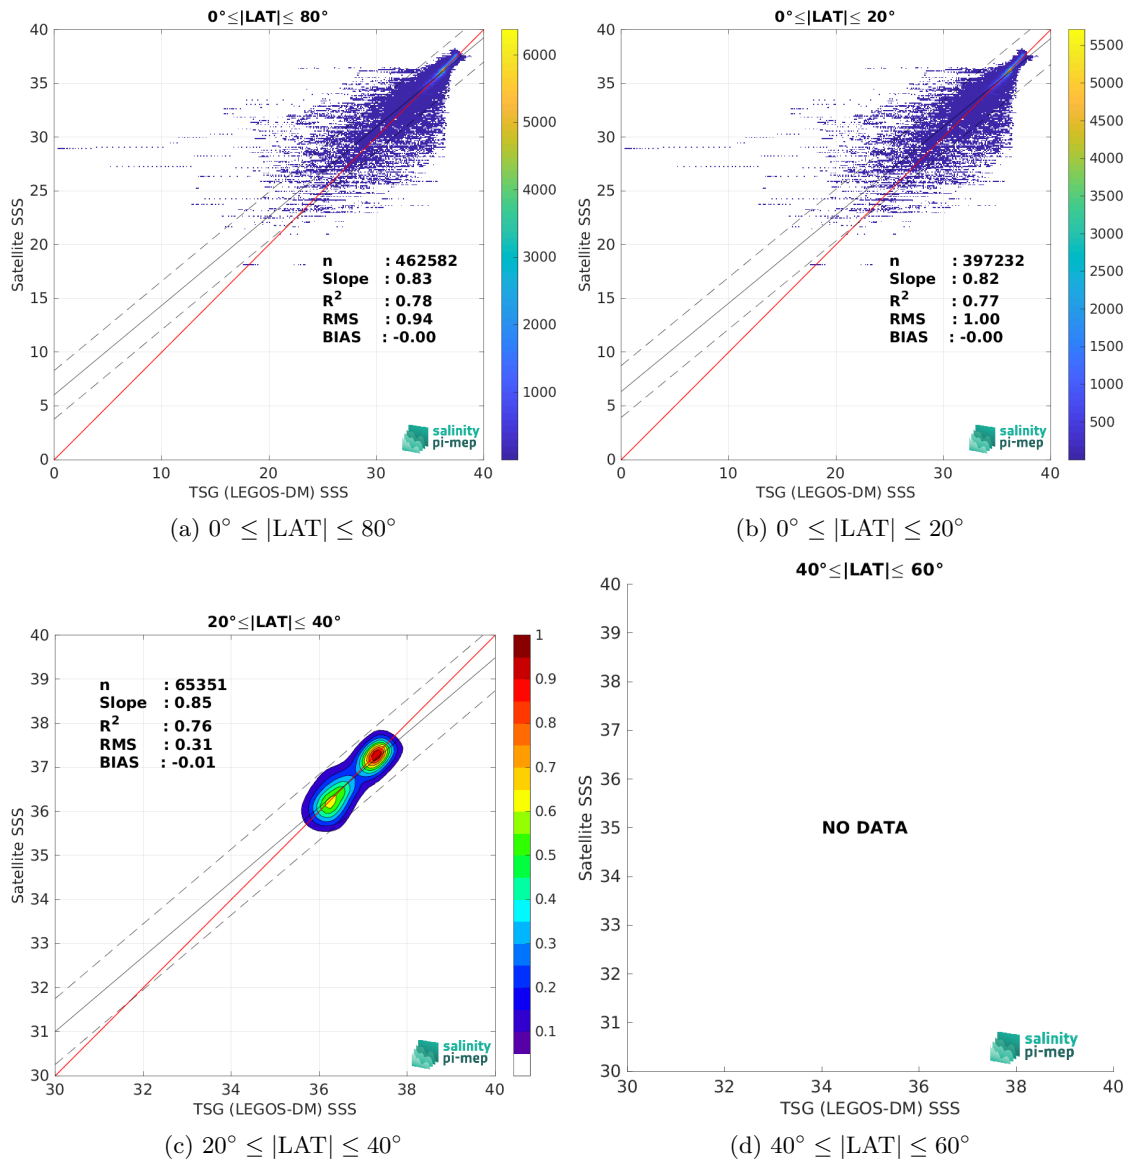 0°≤|LAT|≤ 80°
40
35
30
25
20
15
10
5
0
0
10
20
30
40
Satellite SSS
TSG (LEGOS-DM) SSS
n : 462582
Slope : 0.83
R² : 0.78
RMS : 0.94
BIAS : -0.00
salinity
pi-mep
6000
5000
4000
3000
2000
1000
(a) 0° ≤ |LAT| ≤ 80°
0°≤|LAT|≤ 20°
40
35
30
25
20
15
10
5
0
0
10
20
30
40
Satellite SSS
TSG (LEGOS-DM) SSS
n : 397232
Slope : 0.82
R² : 0.77
RMS : 1.00
BIAS : -0.00
salinity
pi-mep
5500
5000
4500
4000
3500
3000
2500
2000
1500
1000
500
(b) 0° ≤ |LAT| ≤ 20°
20°≤|LAT|≤ 40°
40
39
38
37
36
35
34
33
32
31
30
30
32
34
36
38
40
Satellite SSS
TSG (LEGOS-DM) SSS
n : 65351
Slope : 0.85
R² : 0.76
RMS : 0.31
BIAS : -0.01
salinity
pi-mep
1
0.9
0.8
0.7
0.6
0.5
0.4
0.3
0.2
0.1
(c) 20° ≤ |LAT| ≤ 40°
40°≤|LAT|≤ 60°
40
39
38
37
36
35
34
33
32
31
30
30
32
34
36
38
40
Satellite SSS
TSG (LEGOS-DM) SSS
NO DATA
salinity
pi-mep
(d) 40° ≤ |LAT| ≤ 60°